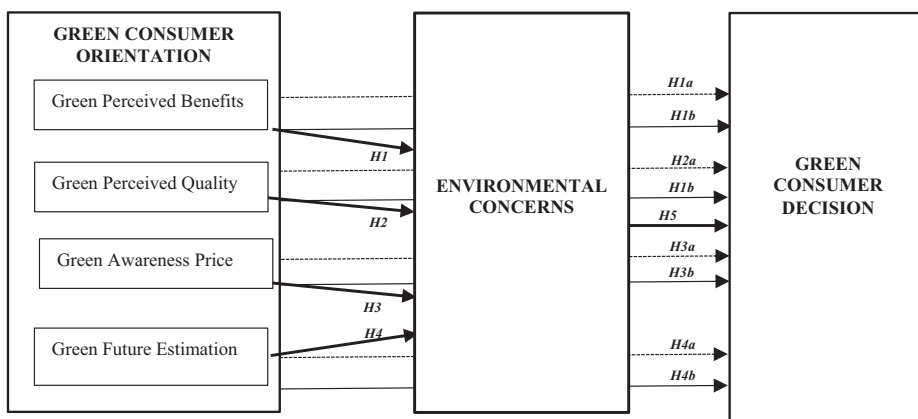 GREEN CONSUMER
ORIENTATION
Green Perceived Benefits
Green Perceived Quality
Green Awareness Price
Green Future Estimation
H1
H2
H3
H4
ENVIRONMENTAL
CONCERNS
H1a
H1b
H2a
H1b
H5
H3a
H3b
H4a
H4b
GREEN
CONSUMER
DECISION